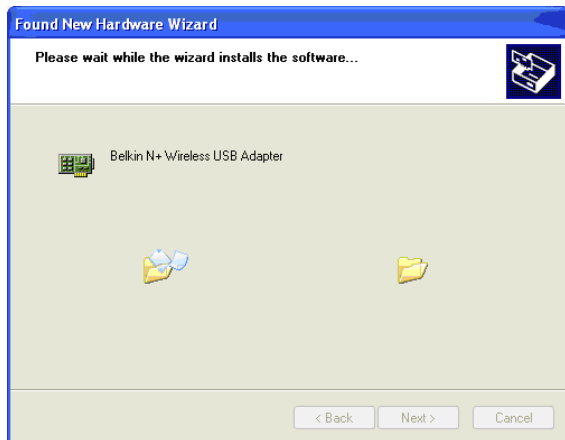 Found New Hardware Wizard
Please wait while the wizard installs the software...
Belkin N+ Wireless USB Adapter
< Back Next > Cancel